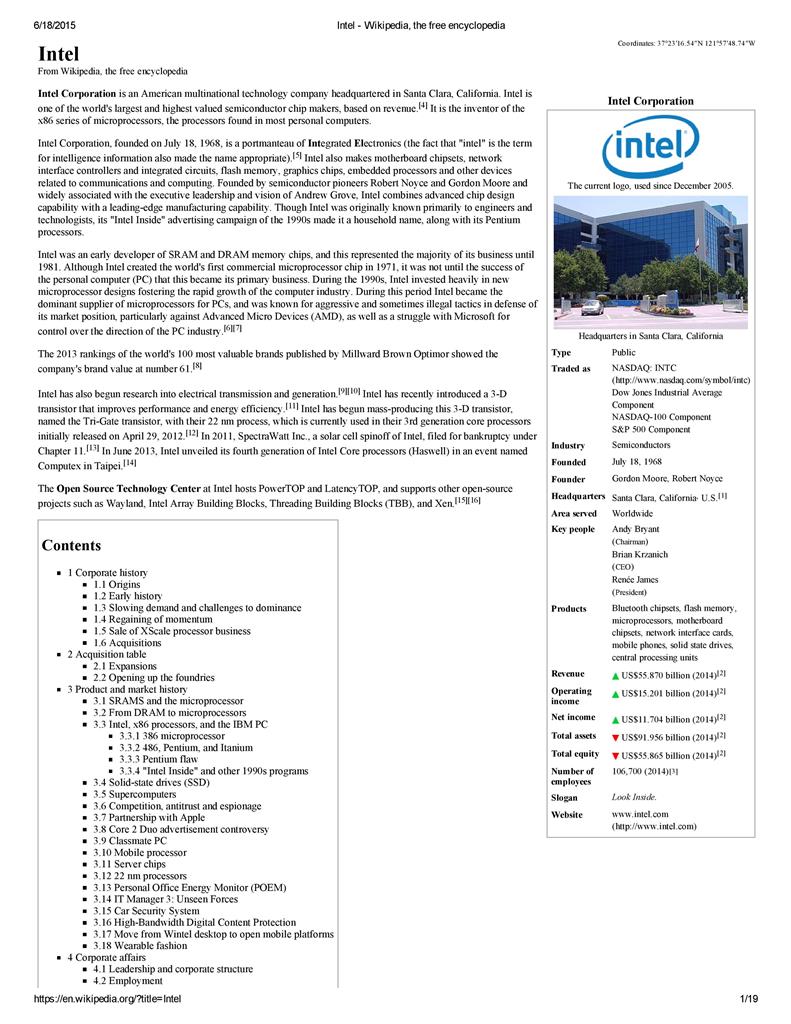 6/18/2015
Intel - Wikipedia, the free encyclopedia
Coordinates: 37°23′16.54″N 121°57′48.74″W
Intel
From Wikipedia, the free encyclopedia
Intel Corporation is an American multinational technology company headquartered in Santa Clara, California. Intel is
one of the world's largest and highest valued semiconductor chip makers, based on revenue.[4] It is the inventor of the
x86 series of microprocessors, the processors found in most personal computers.
Intel Corporation, founded on July 18, 1968, is a portmanteau of Integrated Electronics (the fact that "intel" is the term
for intelligence information also made the name appropriate).[5] Intel also makes motherboard chipsets, network
interface controllers and integrated circuits, flash memory, graphics chips, embedded processors and other devices
related to communications and computing. Founded by semiconductor pioneers Robert Noyce and Gordon Moore and
widely associated with the executive leadership and vision of Andrew Grove, Intel combines advanced chip design
capability with a leading-edge manufacturing capability. Though Intel was originally known primarily to engineers and
technologists, its "Intel Inside" advertising campaign of the 1990s made it a household name, along with its Pentium
processors.
Intel was an early developer of SRAM and DRAM memory chips, and this represented the majority of its business until
1981. Although Intel created the world's first commercial microprocessor chip in 1971, it was not until the success of
the personal computer (PC) that this became its primary business. During the 1990s, Intel invested heavily in new
microprocessor designs fostering the rapid growth of the computer industry. During this period Intel became the
dominant supplier of microprocessors for PCs, and was known for aggressive and sometimes illegal tactics in defense of
its market position, particularly against Advanced Micro Devices (AMD), as well as a struggle with Microsoft for
control over the direction of the PC industry.[6][7]
The 2013 rankings of the world's 100 most valuable brands published by Millward Brown Optimor showed the
company's brand value at number 61.[8]
Intel has also begun research into electrical transmission and generation.[9][10] Intel has recently introduced a 3-D
transistor that improves performance and energy efficiency.[11] Intel has begun mass-producing this 3-D transistor,
named the Tri-Gate transistor, with their 22 nm process, which is currently used in their 3rd generation core processors
initially released on April 29, 2012.[12] In 2011, SpectraWatt Inc., a solar cell spinoff of Intel, filed for bankruptcy under
Chapter 11.[13] In June 2013, Intel unveiled its fourth generation of Intel Core processors (Haswell) in an event named
Computex in Taipei.[14]
The Open Source Technology Center at Intel hosts PowerTOP and LatencyTOP, and supports other open-source
projects such as Wayland, Intel Array Building Blocks, Threading Building Blocks (TBB), and Xen.[15][16]
Contents
1 Corporate history
1.1 Origins
1.2 Early history
1.3 Slowing demand and challenges to dominance
1.4 Regaining of momentum
1.5 Sale of XScale processor business
1.6 Acquisitions
2 Acquisition table
2.1 Expansions
2.2 Opening up the foundries
3 Product and market history
3.1 SRAMS and the microprocessor
3.2 From DRAM to microprocessors
3.3 Intel, x86 processors, and the IBM PC
3.3.1 386 microprocessor
3.3.2 486, Pentium, and Itanium
3.3.3 Pentium flaw
3.3.4 "Intel Inside" and other 1990s programs
3.4 Solid-state drives (SSD)
3.5 Supercomputers
3.6 Competition, antitrust and espionage
3.7 Partnership with Apple
3.8 Core 2 Duo advertisement controversy
3.9 Classmate PC
3.10 Mobile processor
3.11 Server chips
3.12 22 nm processors
3.13 Personal Office Energy Monitor (POEM)
3.14 IT Manager 3: Unseen Forces
3.15 Car Security System
3.16 High-Bandwidth Digital Content Protection
3.17 Move from Wintel desktop to open mobile platforms
3.18 Wearable fashion
4 Corporate affairs
4.1 Leadership and corporate structure
4.2 Employment
Intel Corporation
intel
The current logo, used since December 2005.
Headquarters in Santa Clara, California
Type Public
Traded as NASDAQ: INTC
(http://www.nasdaq.com/symbol/intc)
Dow Jones Industrial Average
Component
NASDAQ-100 Component
S&P 500 Component
Industry Semiconductors
Founded July 18, 1968
Founder Gordon Moore, Robert Noyce
Headquarters Santa Clara, California, U.S.[1]
Area served Worldwide
Key people Andy Bryant
(Chairman)
Brian Krzanich
(CEO)
Renée James
(President)
Products Bluetooth chipsets, flash memory,
microprocessors, motherboard
chipsets, network interface cards,
mobile phones, solid state drives,
central processing units
Revenue ▲ US$55.870 billion (2014)[2]
Operating income ▲ US$15.201 billion (2014)[2]
Net income ▲ US$11.704 billion (2014)[2]
Total assets ▼ US$91.956 billion (2014)[2]
Total equity ▼ US$55.865 billion (2014)[2]
Number of employees 106,700 (2014)[3]
Slogan Look Inside.
Website www.intel.com
(http://www.intel.com)
https://en.wikipedia.org/?title=Intel
1/19